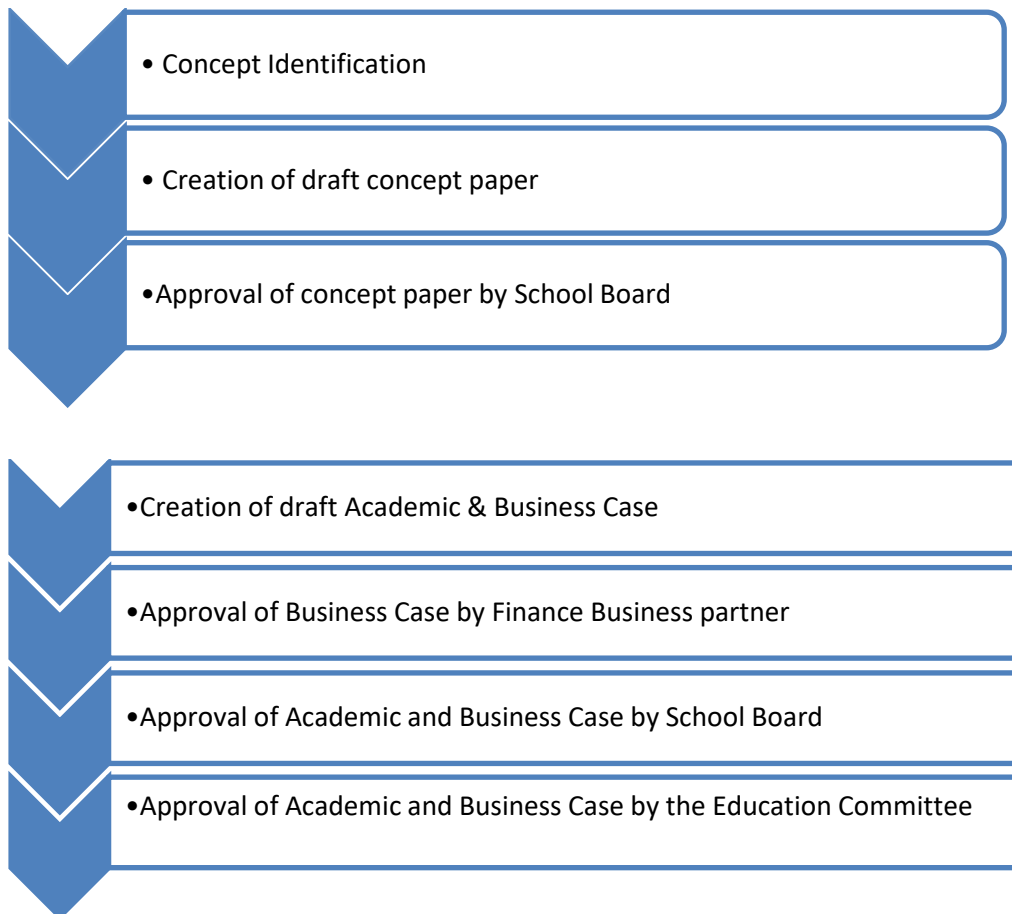 • Concept Identification
• Creation of draft concept paper
•Approval of concept paper by School Board
•Creation of draft Academic & Business Case
•Approval of Business Case by Finance Business partner
•Approval of Academic and Business Case by School Board
•Approval of Academic and Business Case by the Education Committee